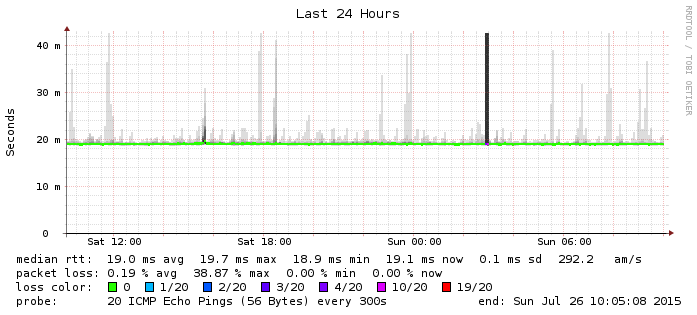 Last 24 Hours
RRDTOOL / TOBI OETIKER
Seconds
40 m
30 m
20 m
10 m
0
Sat 12:00 Sat 18:00 Sun 00:00 Sun 06:00
median rtt: 19.0 ms avg 19.7 ms max 18.9 ms min 19.1 ms now 0.1 ms sd 292.2 am/s
packet loss: 0.19 % avg 38.87 % max 0.00 % min 0.00 % now
loss color: 0 1/20 2/20 3/20 4/20 10/20 19/20
probe: 20 ICMP Echo Pings (56 Bytes) every 300s end: Sun Jul 26 10:05:08 2015